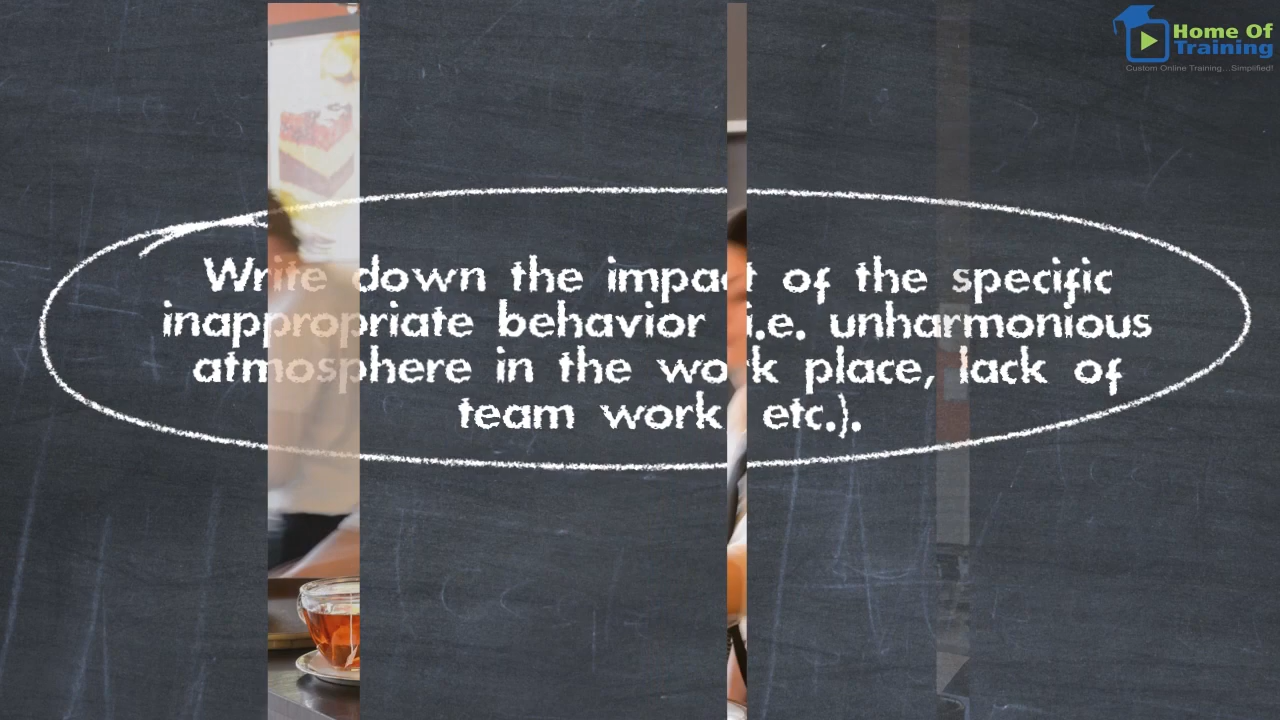 Home Of
Training
Custom Online Training...Simplified!
Write down the impact of the specific
inappropriate behavior i.e. unharmonious
atmosphere in the work place, lack of
team work etc.).